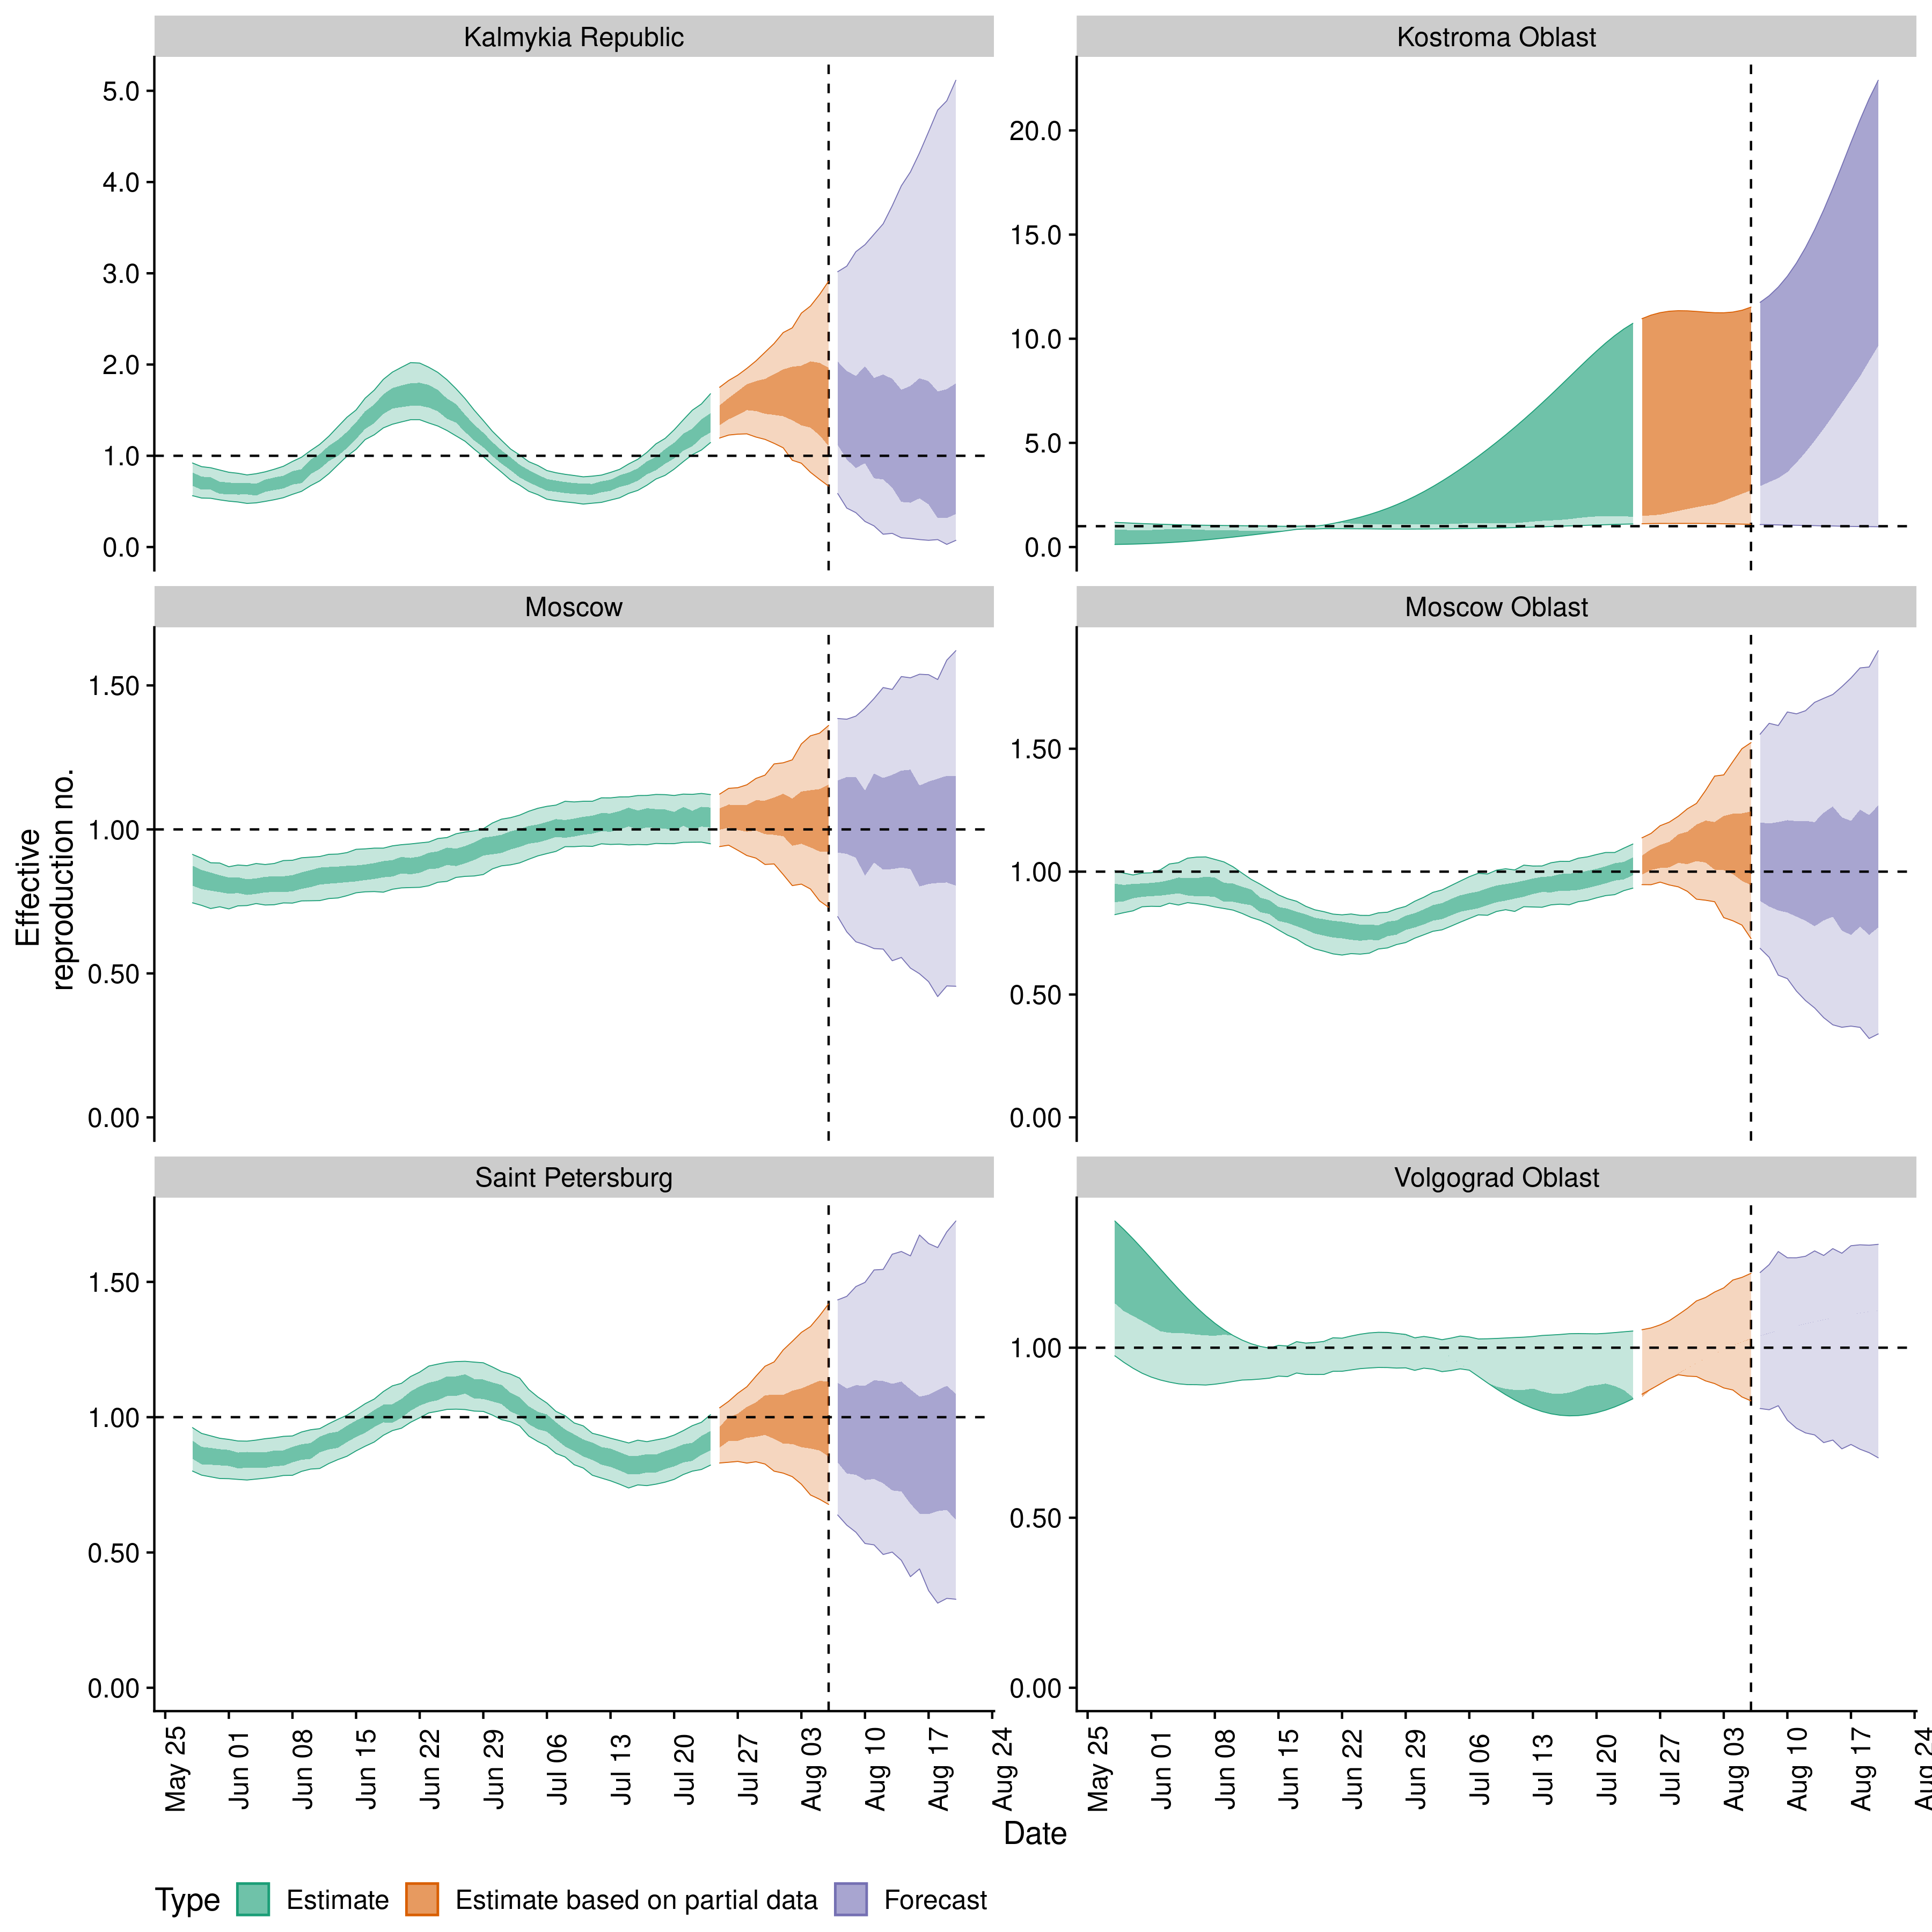 Kalmykia Republic
Kostroma Oblast
5.0
4.0
3.0
2.0
1.0
0.0
20.0
15.0
10.0
5.0
0.0
Moscow
Moscow Oblast
1.50
1.00
0.50
0.00
1.50
1.00
0.50
0.00
Saint Petersburg
Volgograd Oblast
1.50
1.00
0.50
0.00
1.00
0.50
0.00
Effective
reproduction no.
May 25
Jun 01
Jun 08
Jun 15
Jun 22
Jun 29
Jul 06
Jul 13
Jul 20
Jul 27
Aug 03
Aug 10
Aug 17
Aug 24
May 25
Jun 01
Jun 08
Jun 15
Jun 22
Jun 29
Jul 06
Jul 13
Jul 20
Jul 27
Aug 03
Aug 10
Aug 17
Aug 24
Date
Type Estimate Estimate based on partial data Forecast